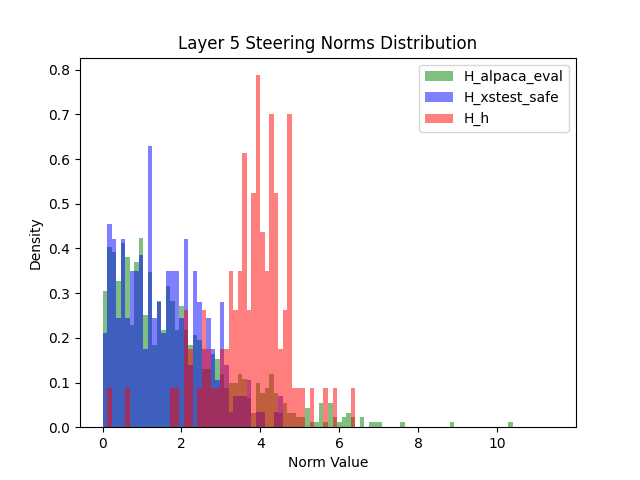 Layer 5 Steering Norms Distribution
H_alpaca_eval
H_xstest_safe
H_h
Density
0.8
0.7
0.6
0.5
0.4
0.3
0.2
0.1
0.0
0 2 4 6 8 10
Norm Value